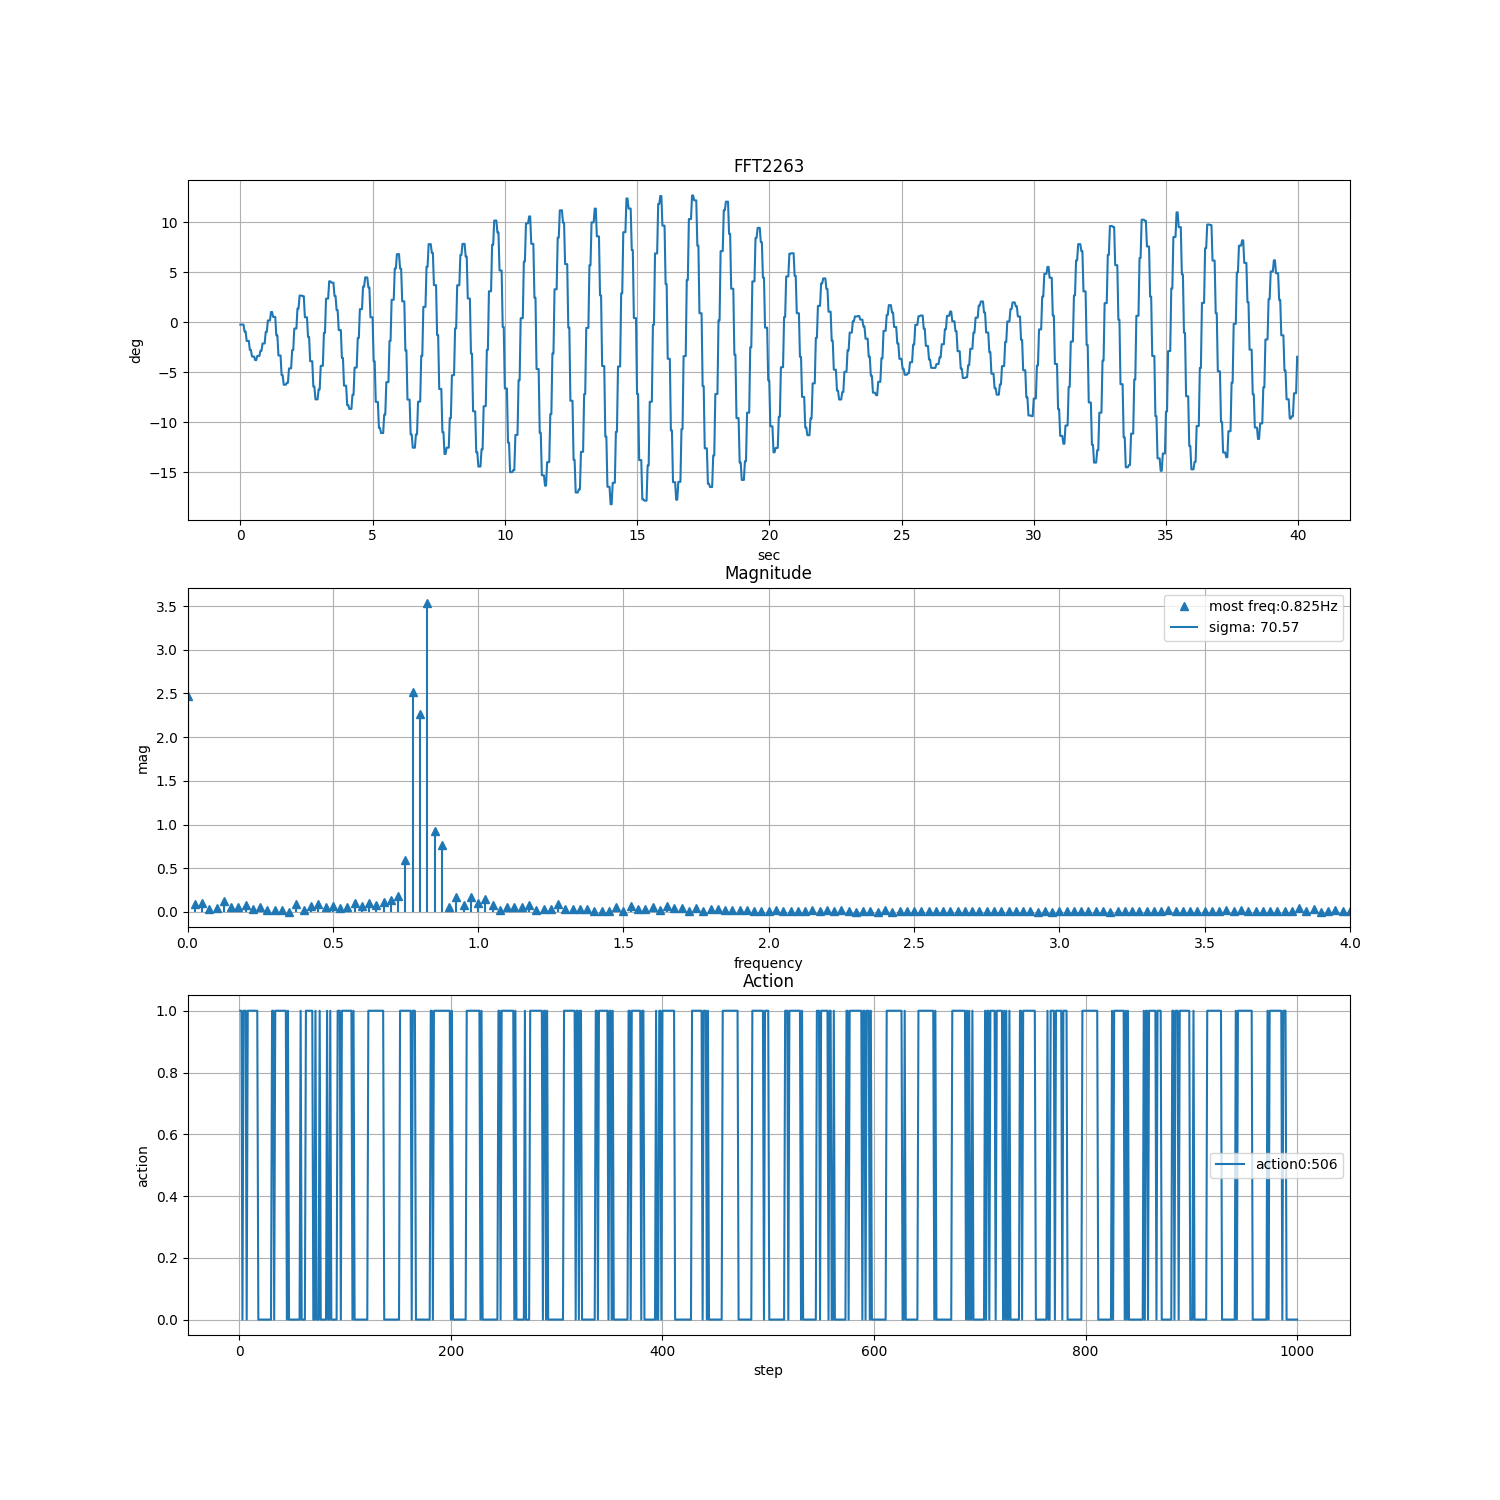 FFT2263
10
5
0
−5
−10
−15
deg
0 5 10 15 20 25 30 35 40
sec
Magnitude
3.5
3.0
2.5
2.0
1.5
1.0
0.5
0.0
mag
most freq:0.825Hz
sigma: 70.57
0.0 0.5 1.0 1.5 2.0 2.5 3.0 3.5 4.0
frequency
Action
1.0
0.8
0.6
0.4
0.2
0.0
action
action0:506
0 200 400 600 800 1000
step